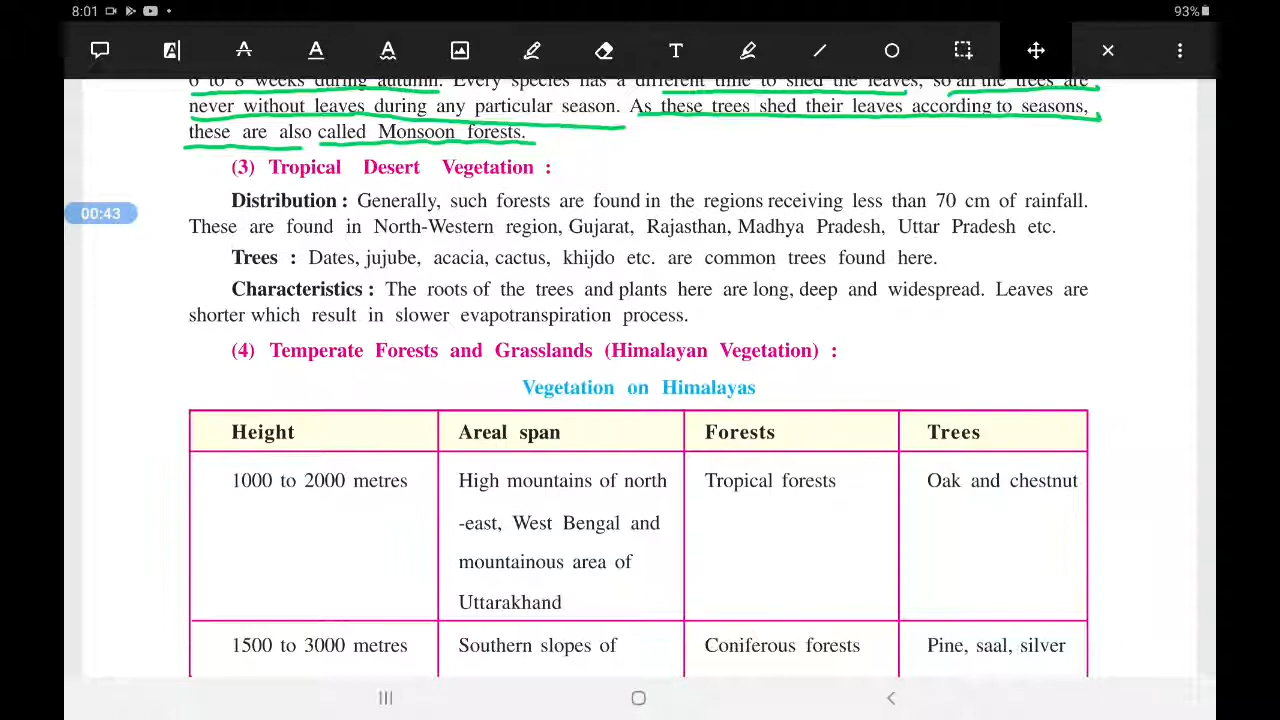 8:01
93%
6 to 8 weeks during autumn. Every species has a different time to shed the leaves, so all the trees are
never without leaves during any particular season. As these trees shed their leaves according to seasons,
these are also called Monsoon forests.
(3) Tropical Desert Vegetation :
00:43
Distribution : Generally, such forests are found in the regions receiving less than 70 cm of rainfall.
These are found in North-Western region, Gujarat, Rajasthan, Madhya Pradesh, Uttar Pradesh etc.
Trees : Dates, jujube, acacia, cactus, khijdo etc. are common trees found here.
Characteristics : The roots of the trees and plants here are long, deep and widespread. Leaves are
shorter which result in slower evapotranspiration process.
(4) Temperate Forests and Grasslands (Himalayan Vegetation) :
Vegetation on Himalayas
Height Areal span Forests Trees
1000 to 2000 metres High mountains of north Tropical forests Oak and chestnut
-east, West Bengal and
mountainous area of
Uttarakhand
1500 to 3000 metres Southern slopes of Coniferous forests Pine, saal, silver